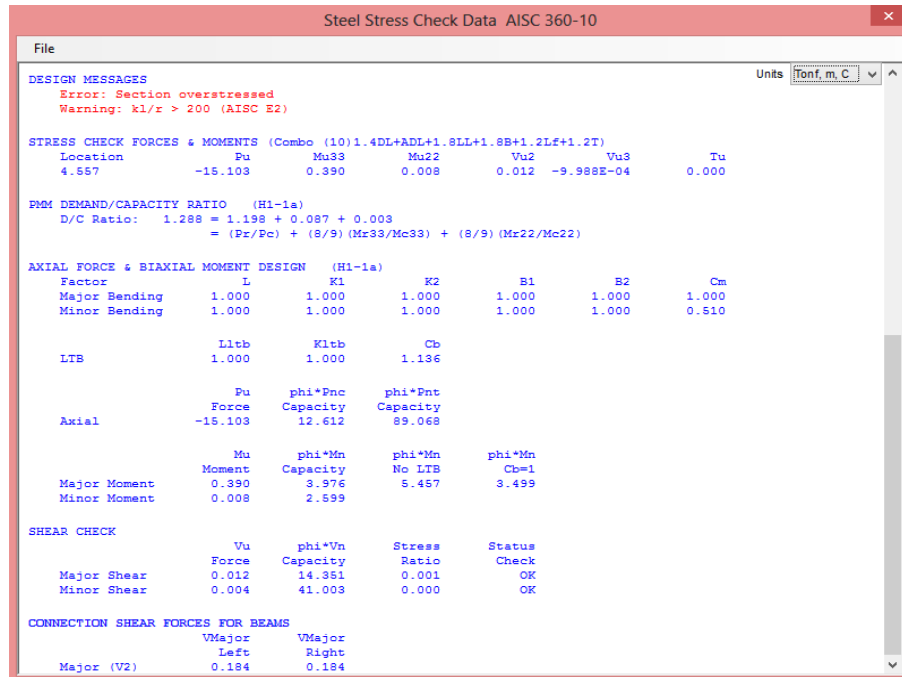 Steel Stress Check Data AISC 360-10
File
Units Tonf, m, C
DESIGN MESSAGES
Error: Section overstressed
Warning: kl/r > 200 (AISC E2)
STRESS CHECK FORCES & MOMENTS (Combo (10)1.4DL+ADL+1.8LL+1.8B+1.2Lf+1.2T)
Location Pu Mu33 Mu22 Vu2 Vu3 Tu
4.557 -15.103 0.390 0.008 0.012 -9.988E-04 0.000
PMM DEMAND/CAPACITY RATIO (H1-1a)
D/C Ratio: 1.288 = 1.198 + 0.087 + 0.003
= (Pr/Pc) + (8/9)(Mr33/Mc33) + (8/9)(Mr22/Mc22)
AXIAL FORCE & BIAXIAL MOMENT DESIGN (H1-1a)
Factor L K1 K2 B1 B2 Cm
Major Bending 1.000 1.000 1.000 1.000 1.000 1.000
Minor Bending 1.000 1.000 1.000 1.000 1.000 0.510
Lltb Kltb Cb
LTB 1.000 1.000 1.136
Pu phi*Pnc phi*Pnt
Force Capacity Capacity
Axial -15.103 12.612 89.068
Mu phi*Mn phi*Mn phi*Mn
Moment Capacity No LTB Cb=1
Major Moment 0.390 3.976 5.457 3.499
Minor Moment 0.008 2.599
SHEAR CHECK
Vu phi*Vn Stress Status
Force Capacity Ratio Check
Major Shear 0.012 14.351 0.001 OK
Minor Shear 0.004 41.003 0.000 OK
CONNECTION SHEAR FORCES FOR BEAMS
VMajor VMajor
Left Right
Major (V2) 0.184 0.184